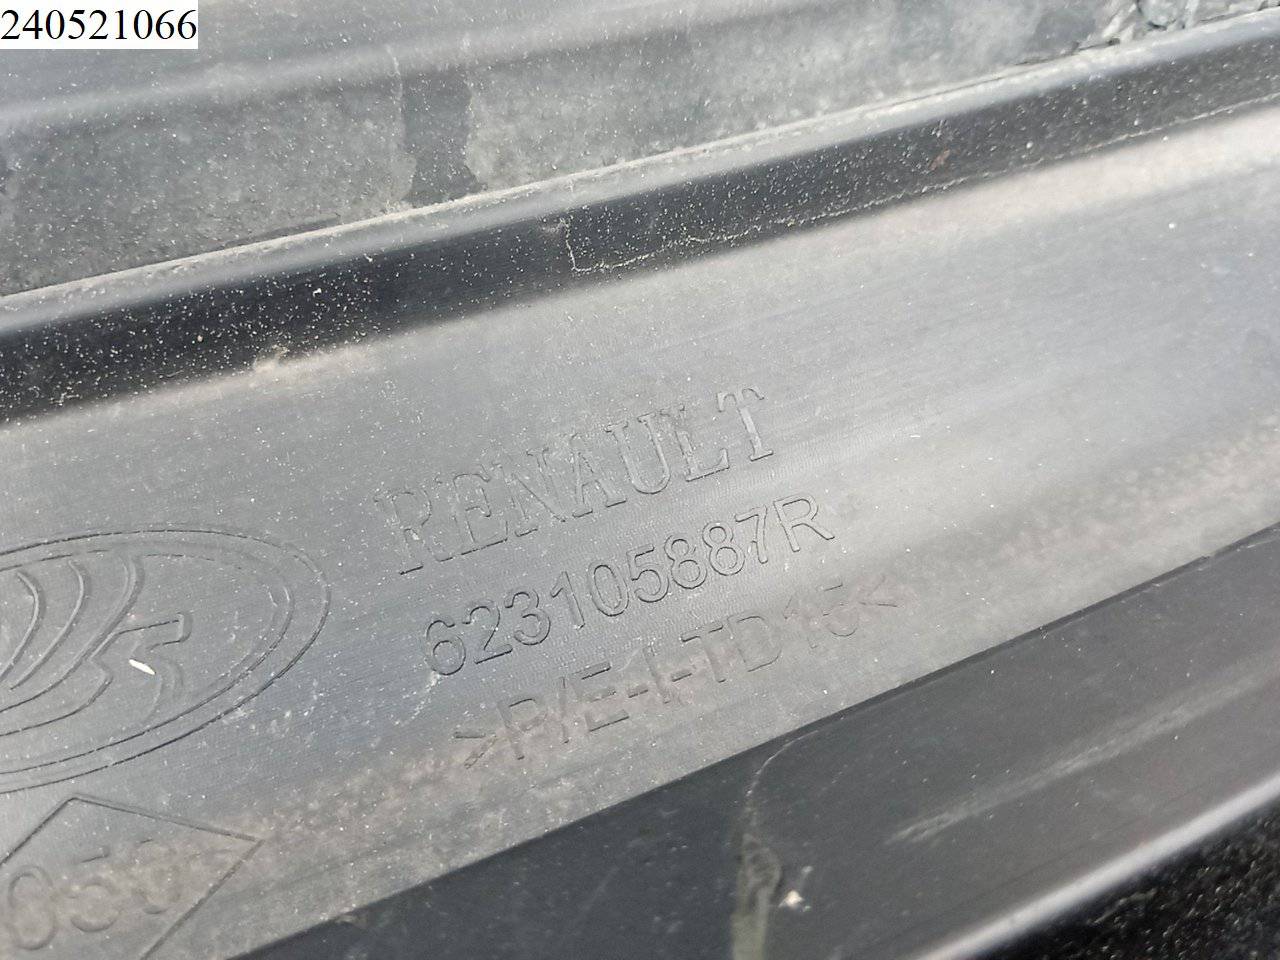 240521066
RENAULT
623105887R
>P/E-I-TD15<